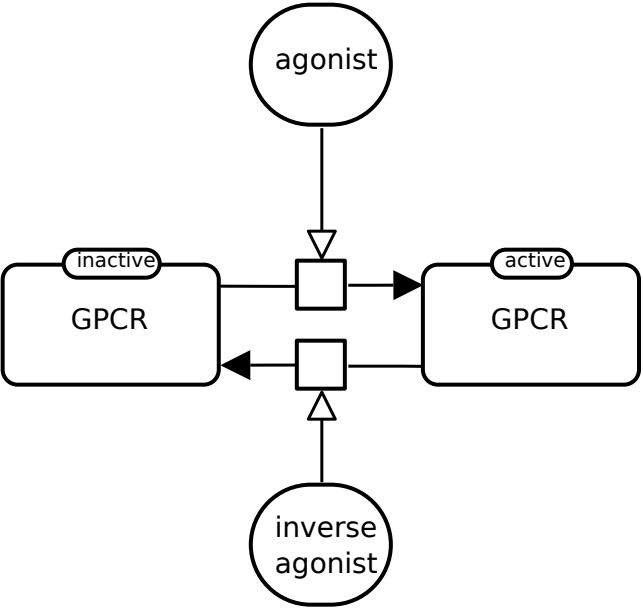 agonist
inactive
active
GPCR
GPCR
inverse
agonist